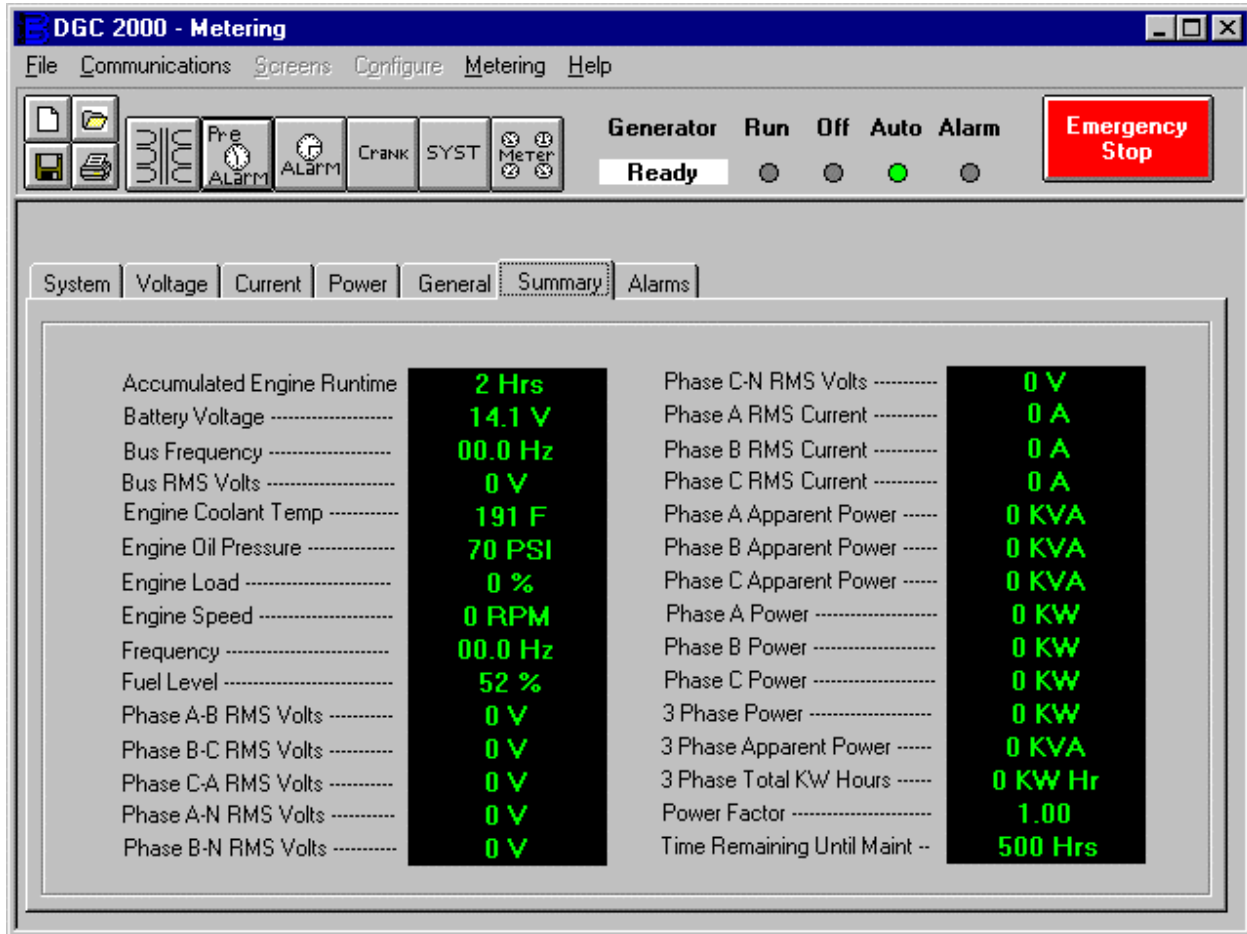 DGC 2000 - Metering
File Communications Screens Configure Metering Help
Pre ALarm
ALarm
Crank
SYST
Meter
Generator Run Off Auto Alarm
Ready
Emergency
Stop
System Voltage Current Power General Summary Alarms
Accumulated Engine Runtime 2 Hrs
Battery Voltage -------------------- 14.1 V
Bus Frequency -------------------- 00.0 Hz
Bus RMS Volts --------------------- 0 V
Engine Coolant Temp ----------- 191 F
Engine Oil Pressure -------------- 70 PSI
Engine Load ------------------------ 0 %
Engine Speed ---------------------- 0 RPM
Frequency --------------------------- 00.0 Hz
Fuel Level ---------------------------- 52 %
Phase A-B RMS Volts ---------- 0 V
Phase B-C RMS Volts ---------- 0 V
Phase C-A RMS Volts ---------- 0 V
Phase A-N RMS Volts ---------- 0 V
Phase B-N RMS Volts ---------- 0 V
Phase C-N RMS Volts ---------- 0 V
Phase A RMS Current ---------- 0 A
Phase B RMS Current ---------- 0 A
Phase C RMS Current ---------- 0 A
Phase A Apparent Power ------ 0 KVA
Phase B Apparent Power ------ 0 KVA
Phase C Apparent Power ------ 0 KVA
Phase A Power -------------------- 0 KW
Phase B Power -------------------- 0 KW
Phase C Power -------------------- 0 KW
3 Phase Power -------------------- 0 KW
3 Phase Apparent Power ------ 0 KVA
3 Phase Total KW Hours ------ 0 KW Hr
Power Factor ----------------------- 1.00
Time Remaining Until Maint -- 500 Hrs